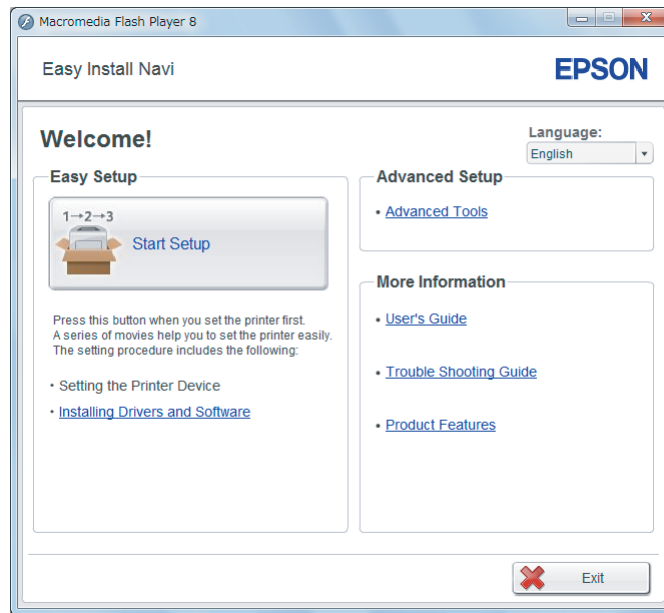 Macromedia Flash Player 8
Easy Install Navi
EPSON
Welcome!
Language:
English
Easy Setup
1→2→3
Start Setup
Press this button when you set the printer first.
A series of movies help you to set the printer easily.
The setting procedure includes the following:
• Setting the Printer Device
• Installing Drivers and Software
Advanced Setup
• Advanced Tools
More Information
• User's Guide
• Trouble Shooting Guide
• Product Features
Exit